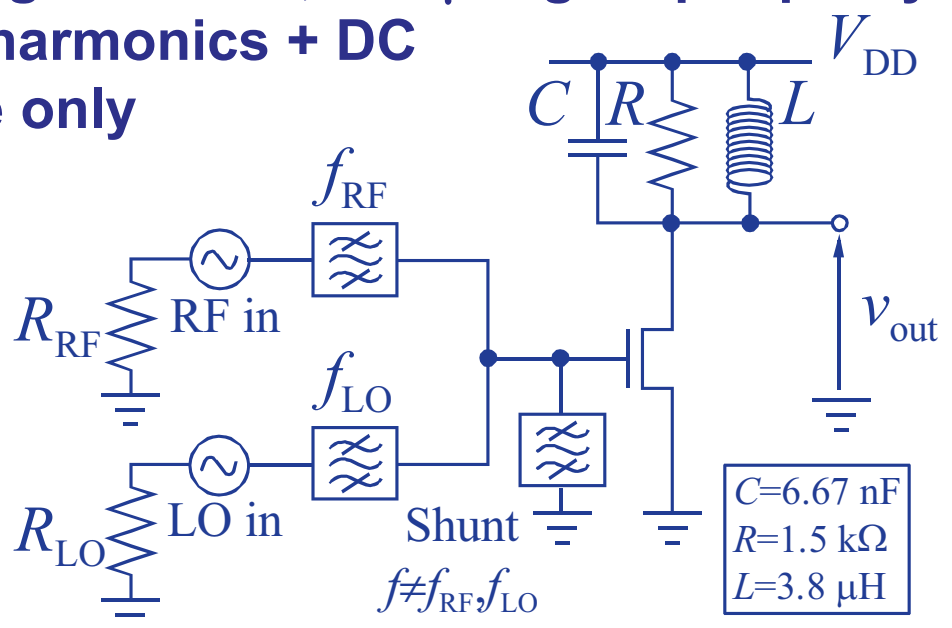 harmonics + DC
only
V_DD
C
R
L
f_RF
R_RF
RF in
v_out
f_LO
R_LO
LO in
Shunt
f≠f_RF,f_LO
C=6.67 nF
R=1.5 kΩ
L=3.8 μH